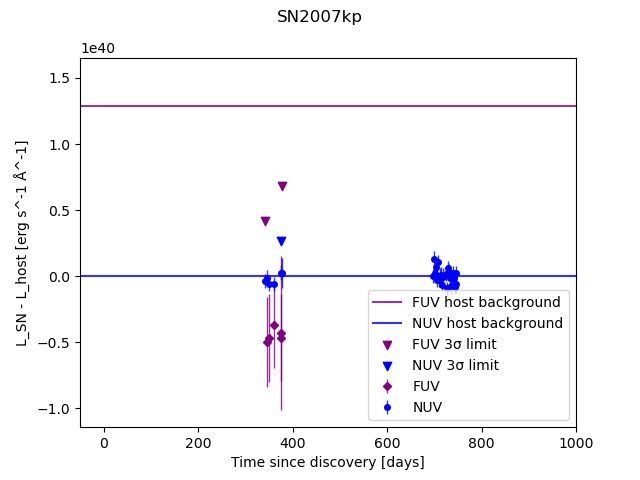 SN2007kp
1e40
1.5
1.0
0.5
0.0
−0.5
−1.0
L_SN - L_host [erg s^-1 Å^-1]
FUV host background
NUV host background
FUV 3σ limit
NUV 3σ limit
FUV
NUV
0 200 400 600 800 1000
Time since discovery [days]